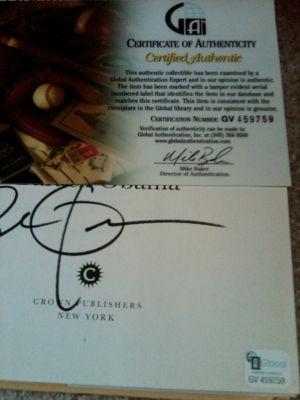 GAI
CERTIFICATE OF AUTHENTICITY
Certified Authentic
This authentic collectible has been examined by a
Global Authentication Expert and in our opinion is authentic.
The item has been marked with a tamper evident serial
numbered label that identifies the item in our database and
matches this certificate. This item is consistent with the
exemplars in the Global library and in our opinion is genuine.
CERTIFICATION NUMBER: GV 459759
Verification of authenticity can be made to
Global Authentication, Inc. at
www.globalauthentication.com.
Mike Baker
Director of Authentication
Obama
C
CROWN PUBLISHERS
NEW YORK
Global
GV 459759